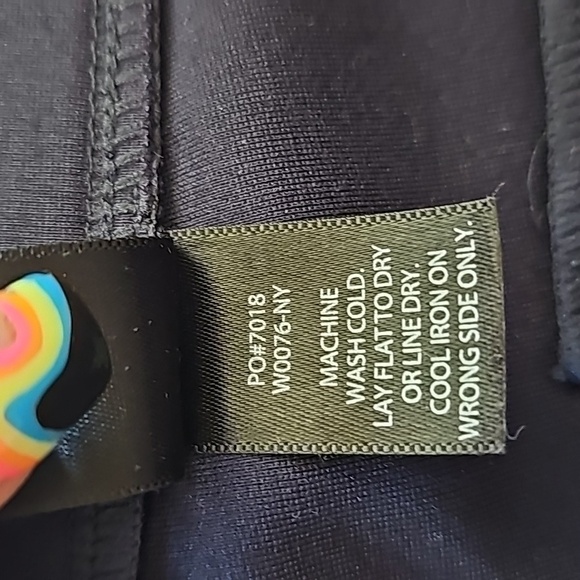 PO#7018
W0076-NY
MACHINE
WASH COLD.
LAY FLAT TO DRY
OR LINE DRY.
COOL IRON ON
WRONG SIDE ONLY.